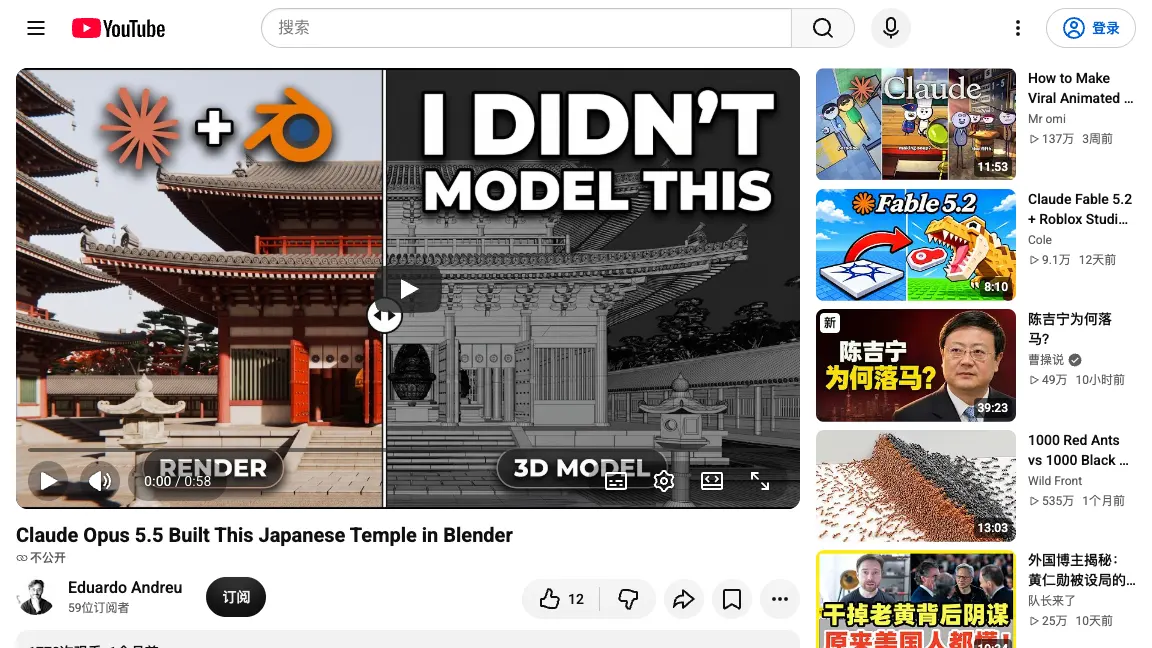 YouTube
搜索
登录
I DIDN'T
MODEL THIS
RENDER
3D MODEL
0:00 / 0:58
Claude Opus 5.5 Built This Japanese Temple in Blender
不公开
Eduardo Andreu
59位订阅者
订阅
12
Claude
11:53
How to Make
Viral Animated ...
Mr omi
137万 3周前
Fable 5.2
8:10
Claude Fable 5.2
+ Roblox Studi...
Cole
9.1万 12天前
新
陈吉宁
为何落马?
39:23
陈吉宁为何落
马?
曹操说
49万 10小时前
13:03
1000 Red Ants
vs 1000 Black ...
Wild Front
535万 1个月前
干掉老黄背后阴谋
原来美国人都懂!
外国博主揭秘：
黄仁勋被设局的...
队长来了
25万 10天前